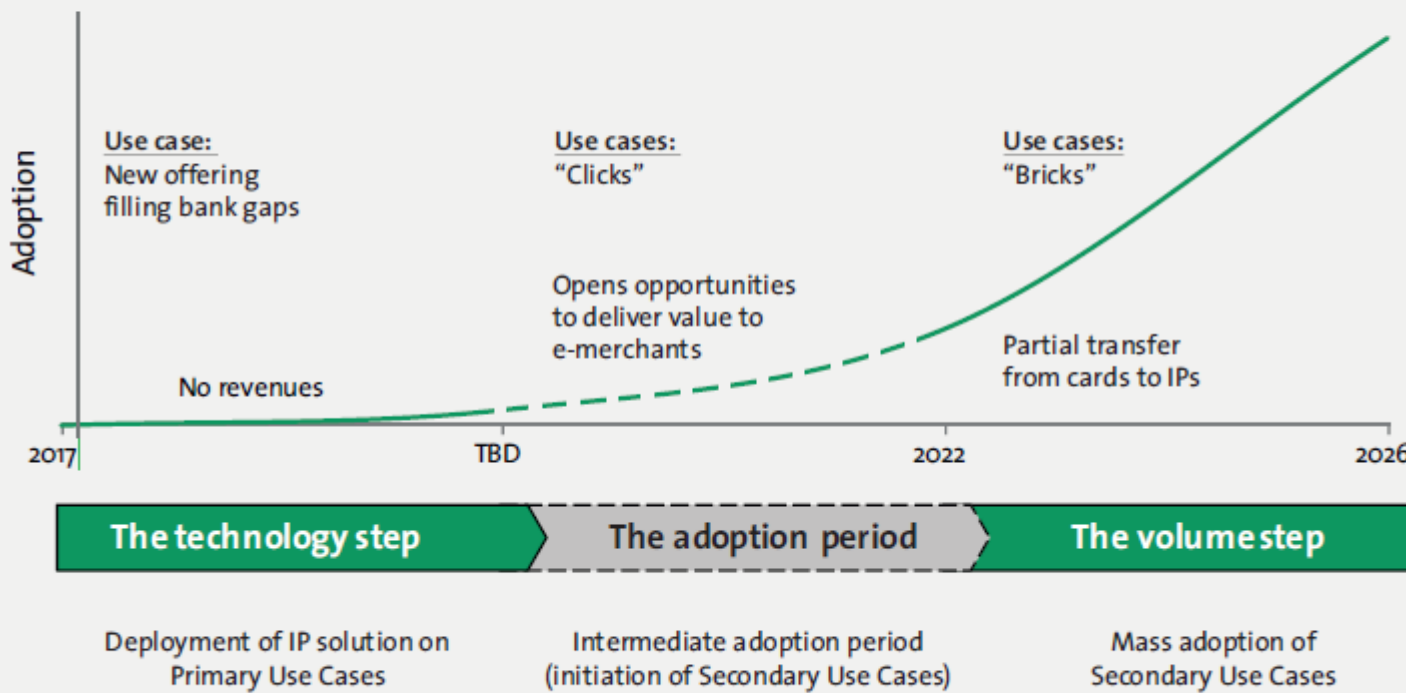 Adoption
Use case:
New offering
filling bank gaps
No revenues
Use cases:
“Clicks”
Opens opportunities
to deliver value to
e-merchants
Use cases:
“Bricks”
Partial transfer
from cards to IPs
2017
TBD
2022
2026
The technology step
The adoption period
The volume step
Deployment of IP solution on
Primary Use Cases
Intermediate adoption period
(initiation of Secondary Use Cases)
Mass adoption of
Secondary Use Cases